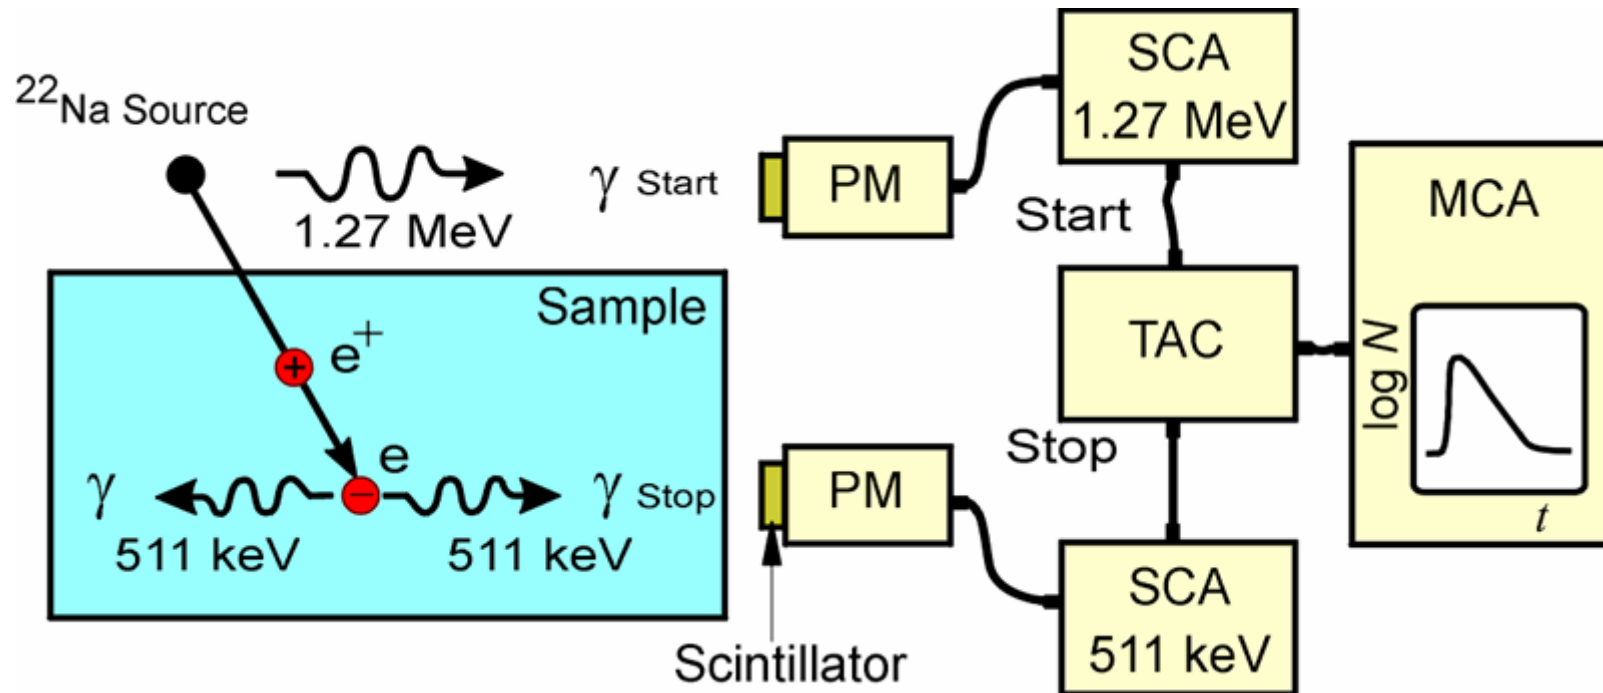 ²²Na Source
1.27 MeV
γ Start
PM
SCA
1.27 MeV
Start
MCA
Sample
e⁺
TAC
log N
t
e
Stop
γ
γ Stop
511 keV
511 keV
PM
SCA
511 keV
Scintillator